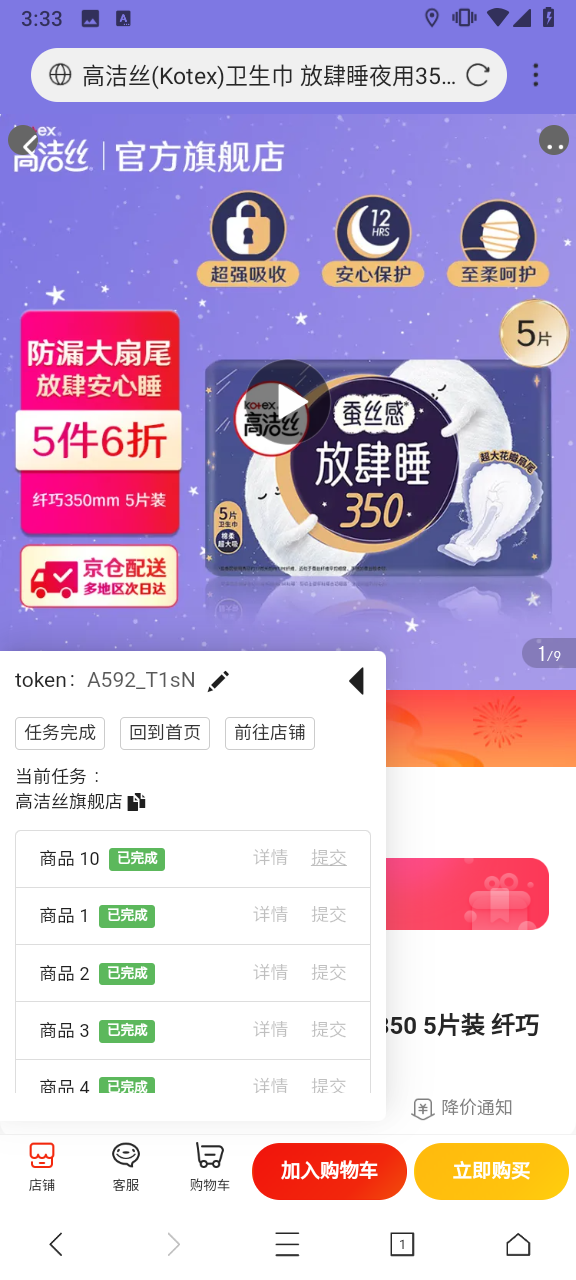 3:33
高洁丝(Kotex)卫生巾 放肆睡夜用35...
高洁丝 | 官方旗舰店
12
HRS
超强吸收 安心保护 至柔呵护
5片
防漏大扇尾
放肆安心睡
5件6折
纤巧350mm 5片装
京仓配送
多地区次日达
kotex
高洁丝
蚕丝感
放肆睡
350
超大花瓣扇尾
5片
卫生巾
棉柔
超大吸
1/9
token: A592_T1sN
任务完成 回到首页 前往店铺
当前任务：
高洁丝旗舰店
商品 10 已完成 详情 提交
商品 1 已完成 详情 提交
商品 2 已完成 详情 提交
商品 3 已完成 详情 提交
350 5片装 纤巧
商品 4 已完成 详情 提交
降价通知
店铺 客服 购物车 加入购物车 立即购买
1